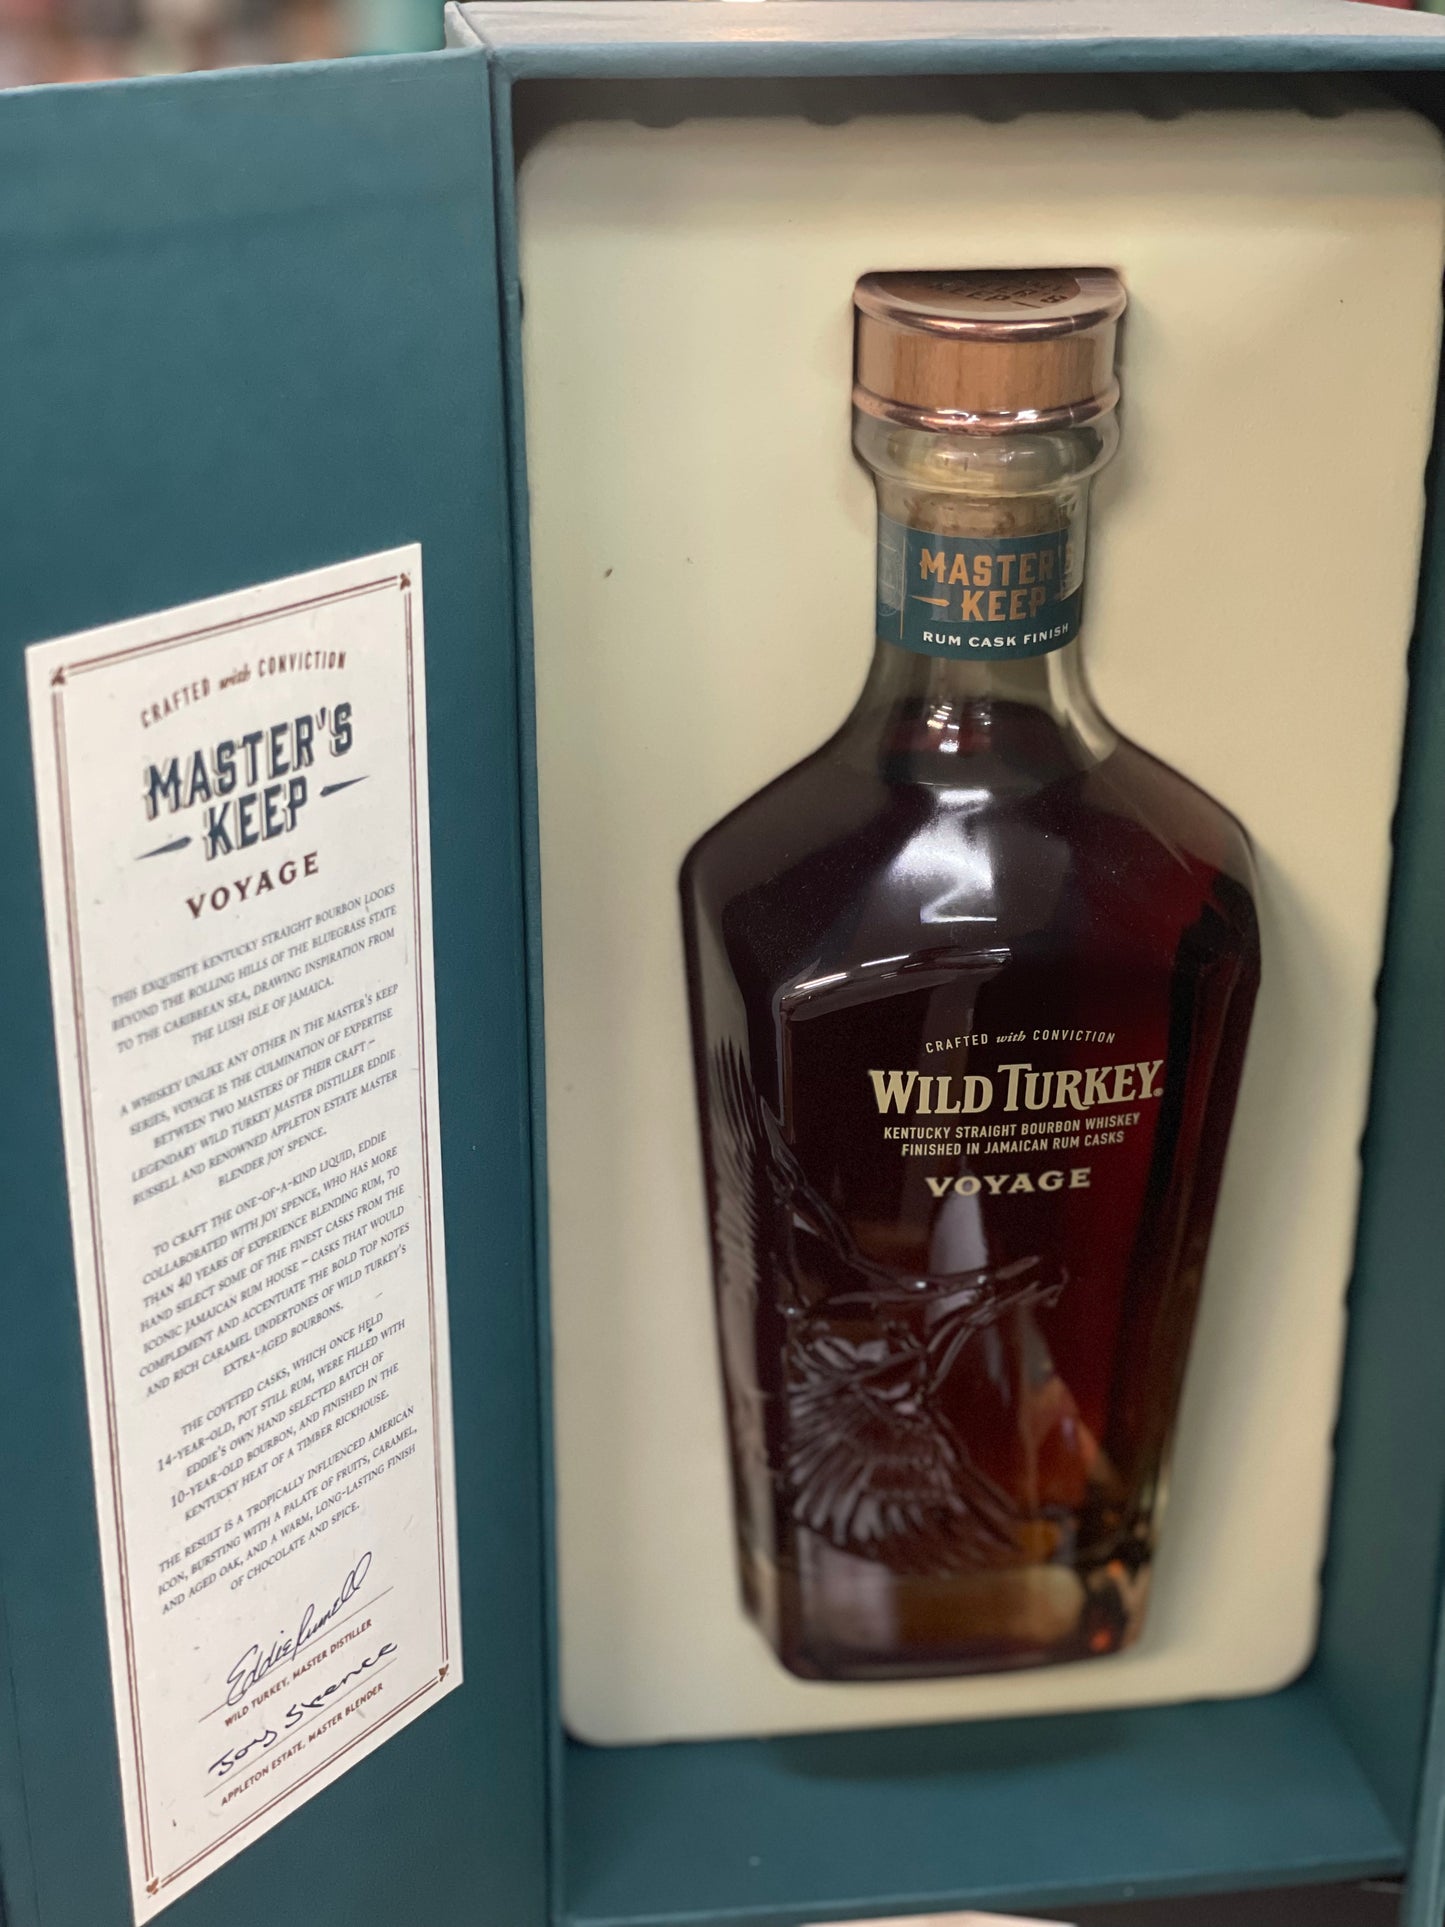 CRAFTED with CONVICTION
MASTER'S
KEEP
VOYAGE
THIS EXQUISITE KENTUCKY STRAIGHT BOURBON LOOKS
BEYOND THE ROLLING HILLS OF THE BLUEGRASS STATE
TO THE CARIBBEAN SEA, DRAWING INSPIRATION FROM
THE LUSH ISLE OF JAMAICA.
A WHISKEY UNLIKE ANY OTHER IN THE MASTER'S KEEP
SERIES, VOYAGE IS THE CULMINATION OF EXPERTISE
BETWEEN TWO MASTERS OF THEIR CRAFT –
LEGENDARY WILD TURKEY MASTER DISTILLER EDDIE
RUSSELL AND RENOWNED APPLETON ESTATE MASTER
BLENDER JOY SPENCE.
TO CRAFT THE ONE-OF-A-KIND LIQUID, EDDIE
COLLABORATED WITH JOY SPENCE, WHO HAS MORE
THAN 40 YEARS OF EXPERIENCE BLENDING RUM, TO
HAND SELECT SOME OF THE FINEST CASKS FROM THE
ICONIC JAMAICAN RUM HOUSE – CASKS THAT WOULD
COMPLEMENT AND ACCENTUATE THE BOLD TOP NOTES
AND RICH CARAMEL UNDERTONES OF WILD TURKEY'S
EXTRA-AGED BOURBONS.
THE COVETED CASKS, WHICH ONCE HELD
14-YEAR-OLD, POT STILL RUM, WERE FILLED WITH
EDDIE'S OWN HAND SELECTED BATCH OF
10-YEAR-OLD BOURBON, AND FINISHED IN THE
KENTUCKY HEAT OF A TIMBER RICKHOUSE.
THE RESULT IS A TROPICALLY INFLUENCED AMERICAN
ICON, BURSTING WITH A PALATE OF FRUITS, CARAMEL,
AND AGED OAK, AND A WARM, LONG-LASTING FINISH
OF CHOCOLATE AND SPICE.
Eddie Russell
WILD TURKEY, MASTER DISTILLER
Joy Spence
APPLETON ESTATE, MASTER BLENDER
KEEP
MASTER'S
KEEP
RUM CASK FINISH
CRAFTED with CONVICTION
WILD TURKEY®
KENTUCKY STRAIGHT BOURBON WHISKEY
FINISHED IN JAMAICAN RUM CASKS
VOYAGE